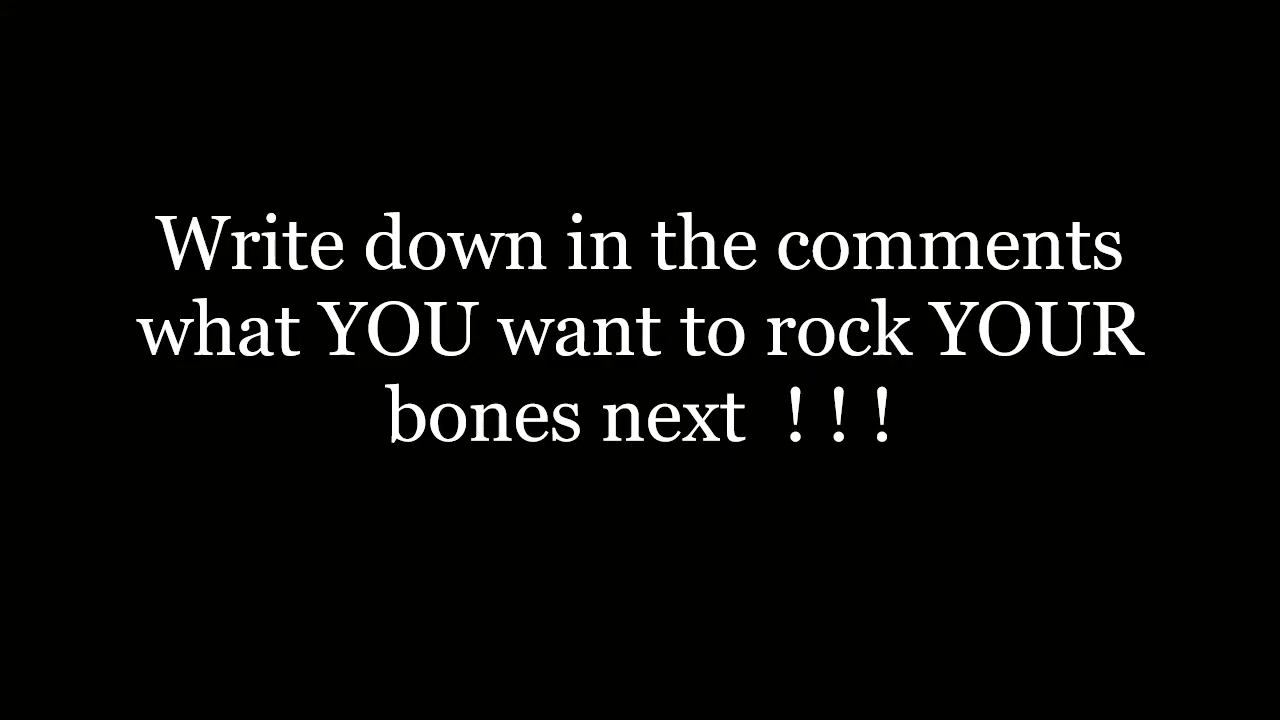 Write down in the comments
what YOU want to rock YOUR
bones next  ! ! !